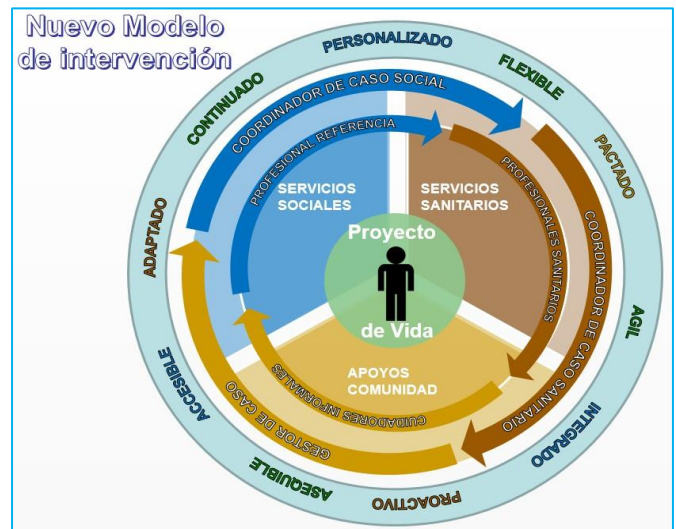 Nuevo Modelo
de intervención
PERSONALIZADO
FLEXIBLE
PACTADO
AGIL
INTEGRADO
PROACTIVO
ASEQUIBLE
ACCESIBLE
ADAPTADO
CONTINUADO
COORDINADOR DE CASO SOCIAL
COORDINADOR DE CASO SANITARIO
GESTOR DE CASO
PROFESIONAL REFERENCIA
PROFESIONALES SANITARIOS
CUIDADORES INFORMALES
SERVICIOS
SOCIALES
SERVICIOS
SANITARIOS
Proyecto
de Vida
APOYOS
COMUNIDAD